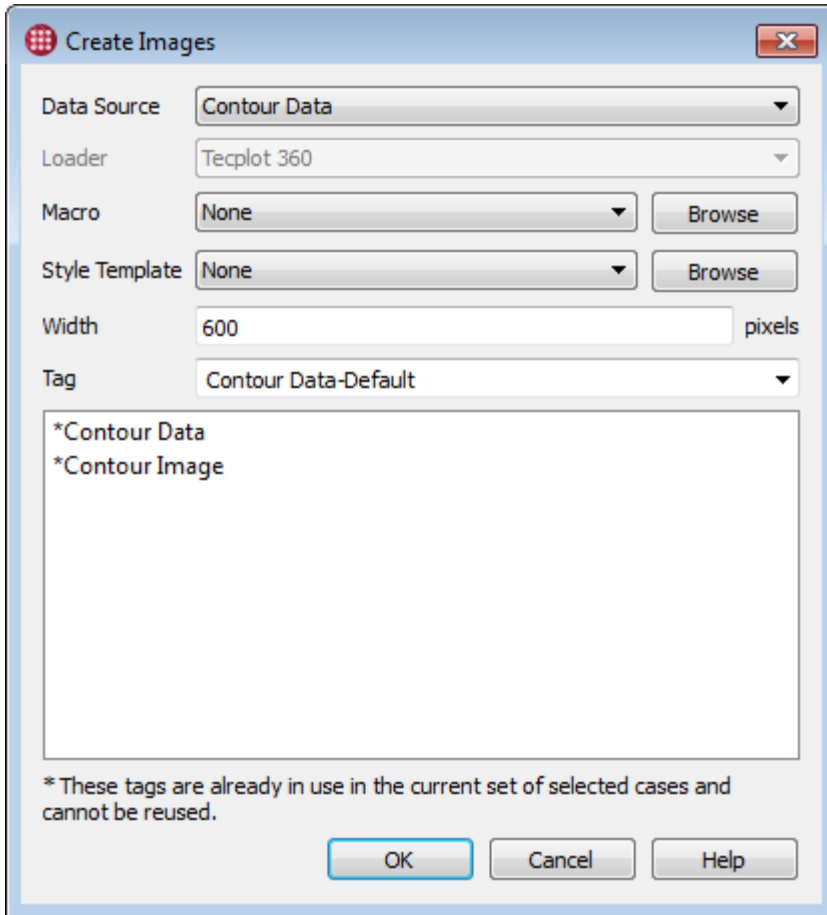 Create Images
Data Source Contour Data
Loader Tecplot 360
Macro None Browse
Style Template None Browse
Width 600 pixels
Tag Contour Data-Default
*Contour Data
*Contour Image
* These tags are already in use in the current set of selected cases and
cannot be reused.
OK Cancel Help